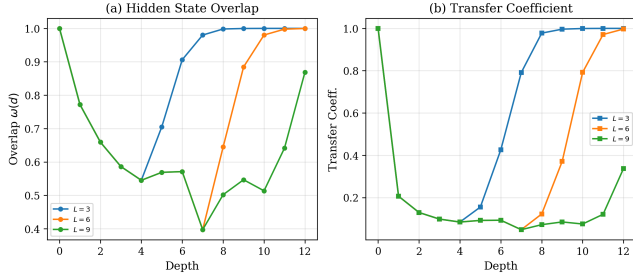 (a) Hidden State Overlap
Overlap ω(d)
1.0
0.9
0.8
0.7
0.6
0.5
0.4
L = 3
L = 6
L = 9
0 2 4 6 8 10 12
Depth
(b) Transfer Coefficient
Transfer Coeff.
1.0
0.8
0.6
0.4
0.2
L = 3
L = 6
L = 9
0 2 4 6 8 10 12
Depth